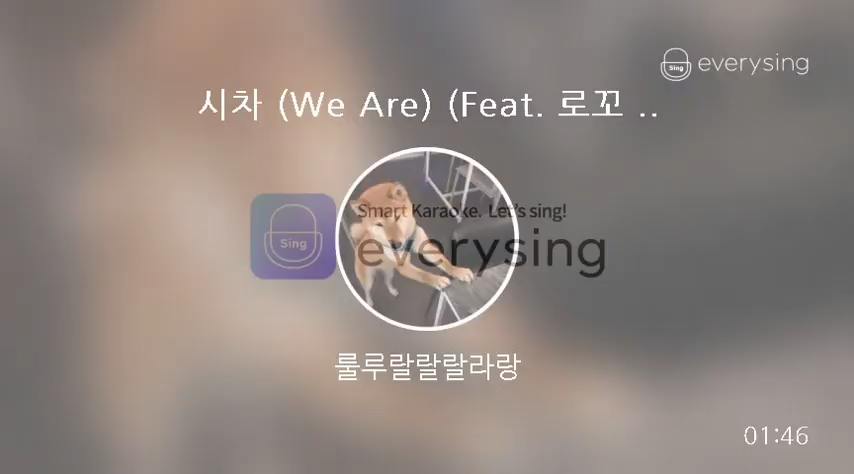 Sing everysing
시차 (We Are) (Feat. 로꼬 ..
Smart Karaoke. Let's sing!
Sing everysing
룰루랄랄랄라랑
01:46